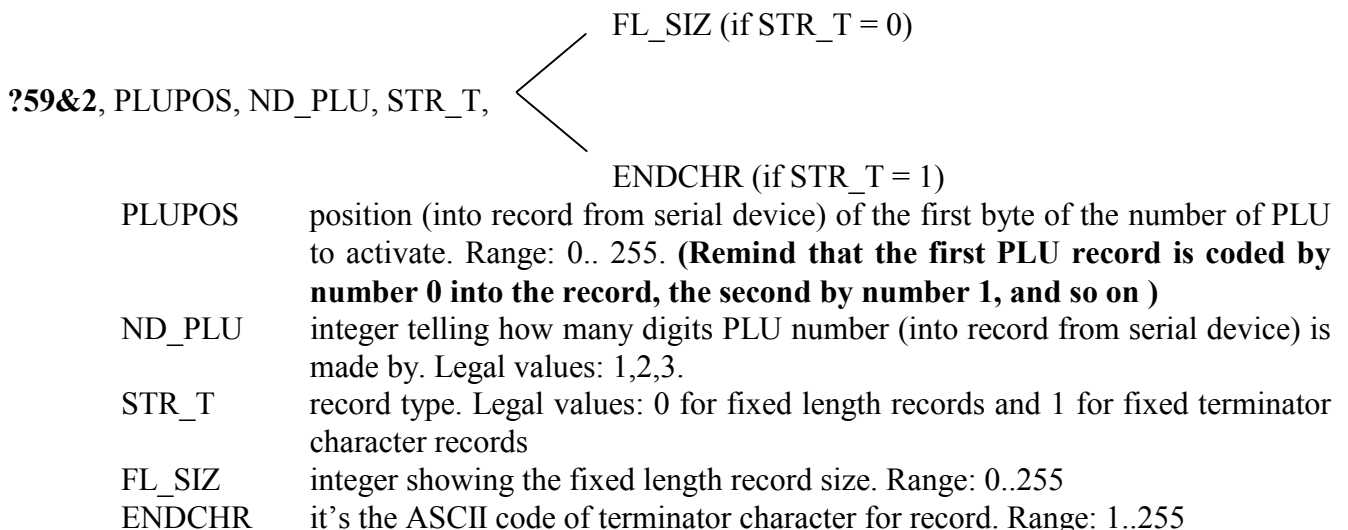 FL_SIZ (if STR_T = 0)
?59&2, PLUPOS, ND_PLU, STR_T,
ENDCHR (if STR_T = 1)
PLUPOS position (into record from serial device) of the first byte of the number of PLU
to activate. Range: 0.. 255. (Remind that the first PLU record is coded by
number 0 into the record, the second by number 1, and so on )
ND_PLU integer telling how many digits PLU number (into record from serial device) is
made by. Legal values: 1,2,3.
STR_T record type. Legal values: 0 for fixed length records and 1 for fixed terminator
character records
FL_SIZ integer showing the fixed length record size. Range: 0..255
ENDCHR it's the ASCII code of terminator character for record. Range: 1..255